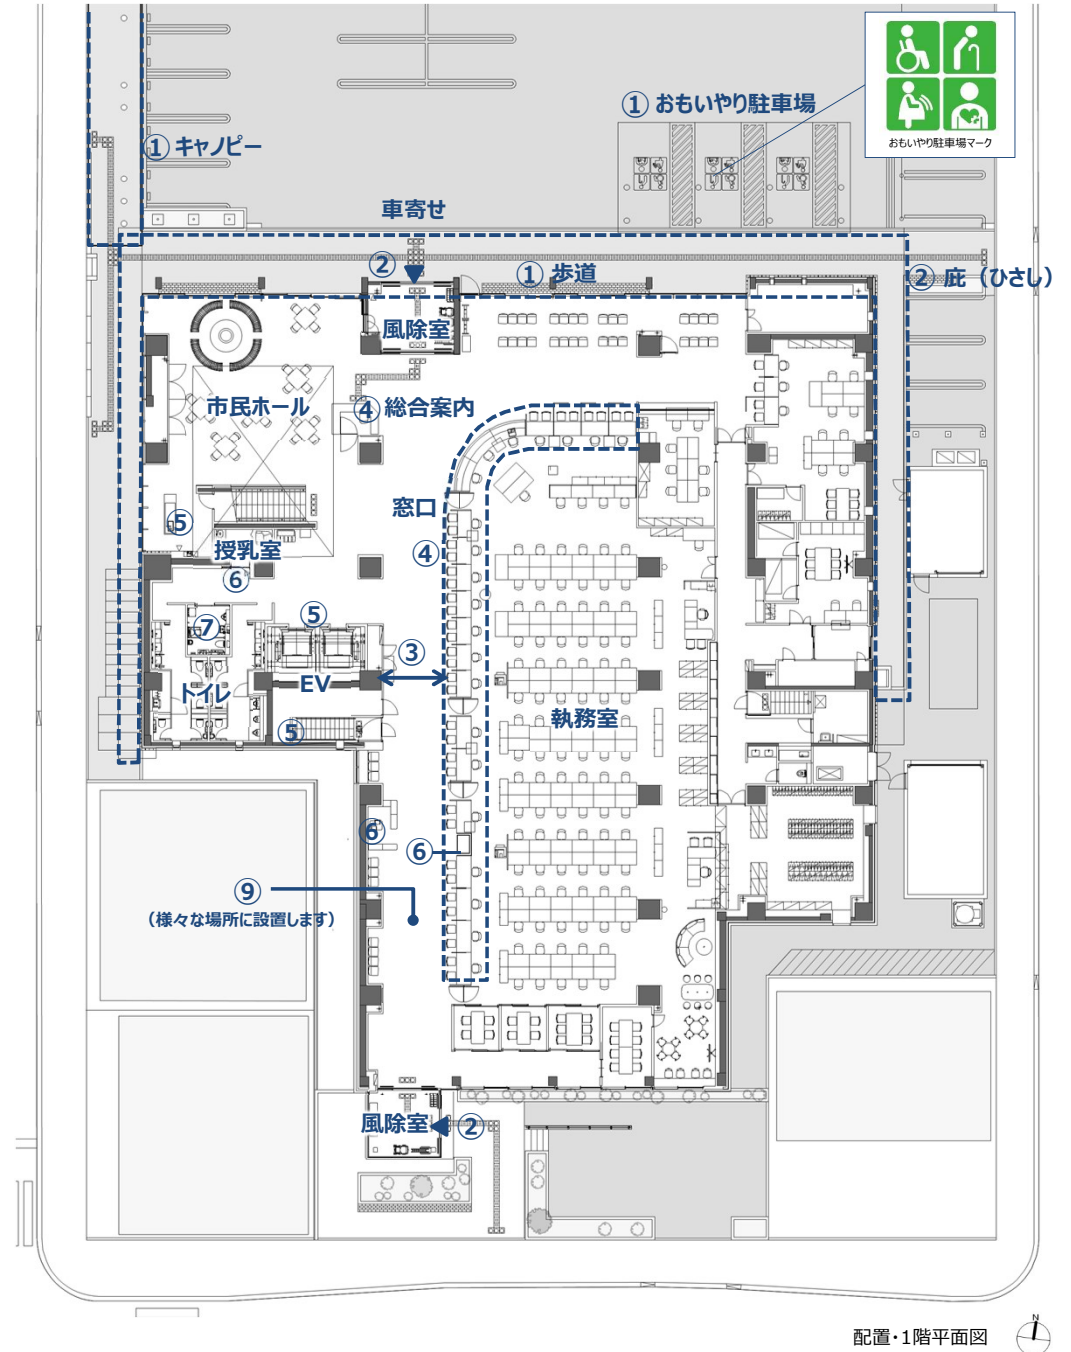 ① おもいやり駐車場
おもいやり駐車場マーク
① キャノピー
車寄せ
②
① 歩道
② 庇（ひさし）
風除室
市民ホール
④ 総合案内
窓口
⑤
④
授乳室
⑥
⑦
⑤
③
EV
トイレ
執務室
⑤
⑥
⑥
⑨
（様々な場所に設置します）
風除室
②
N
配置・1階平面図